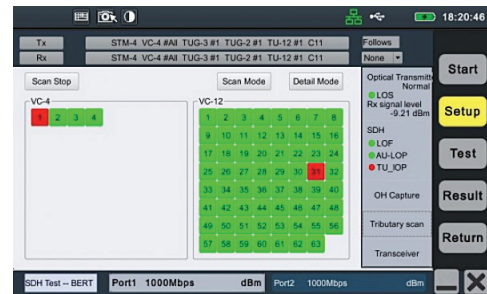 18:20:46
Tx STM-4 VC-4 #All TUG-3 #1 TUG-2 #1 TU-12 #1 C11 Follows
Rx STM-4 VC-4 #All TUG-3 #1 TUG-2 #1 TU-12 #1 C11 None
Scan Stop Scan Mode Detail Mode
VC-4
1 2 3 4
VC-12
1 2 3 4 5 6 7 8
9 10 11 12 13 14 15 16
17 18 19 20 21 22 23 24
25 26 27 28 29 30 31 32
33 34 35 36 37 38 39 40
41 42 43 44 45 46 47 48
49 50 51 52 53 54 55 56
57 58 59 60 61 62 63
Optical Transmitte
Normal
LOS
Rx signal level
-9.21 dBm
SDH
LOF
AU-LOP
TU_lOP
OH Capture
Tributary scan
Transceiver
Start
Setup
Test
Result
Return
SDH Test -- BERT Port1 1000Mbps dBm Port2 1000Mbps dBm